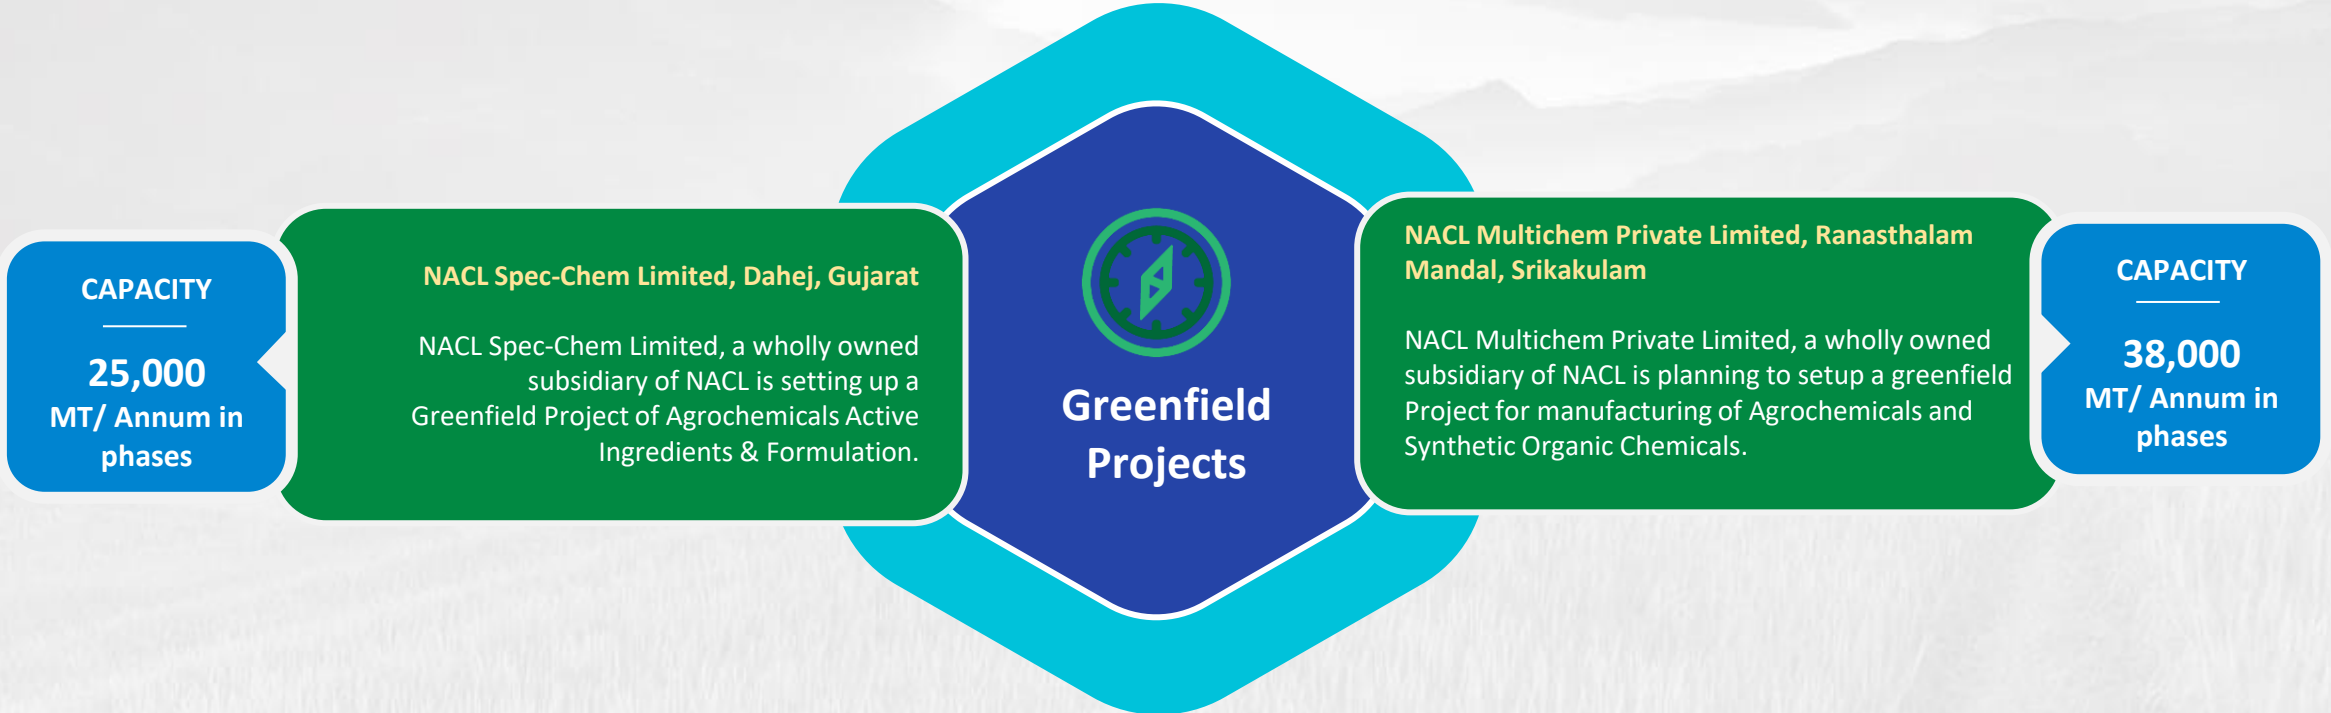 CAPACITY
25,000
MT/ Annum in
phases
NACL Spec-Chem Limited, Dahej, Gujarat
NACL Spec-Chem Limited, a wholly owned
subsidiary of NACL is setting up a
Greenfield Project of Agrochemicals Active
Ingredients & Formulation.
Greenfield
Projects
NACL Multichem Private Limited, Ranasthalam
Mandal, Srikakulam
NACL Multichem Private Limited, a wholly owned
subsidiary of NACL is planning to setup a greenfield
Project for manufacturing of Agrochemicals and
Synthetic Organic Chemicals.
CAPACITY
38,000
MT/ Annum in
phases